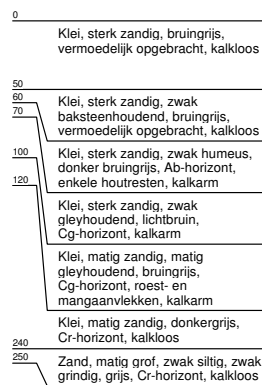 0
Klei, sterk zandig, bruingrijs,
vermoedelijk opgebracht, kalkloos
50
60
Klei, sterk zandig, zwak
baksteenhoudend, bruingrijs,
vermoedelijk opgebracht, kalkloos
70
Klei, sterk zandig, zwak humeus,
donker bruingrijs, Ab-horizont,
enkele houtresten, kalkarm
100
Klei, sterk zandig, zwak
gleyhoudend, lichtbruin,
Cg-horizont, kalkarm
120
Klei, matig zandig, matig
gleyhoudend, bruingrijs,
Cg-horizont, roest- en
mangaanvlekken, kalkarm
Klei, matig zandig, donkergrijs,
Cr-horizont, kalkloos
240
250
Zand, matig grof, zwak siltig, zwak
grindig, grijs, Cr-horizont, kalkloos